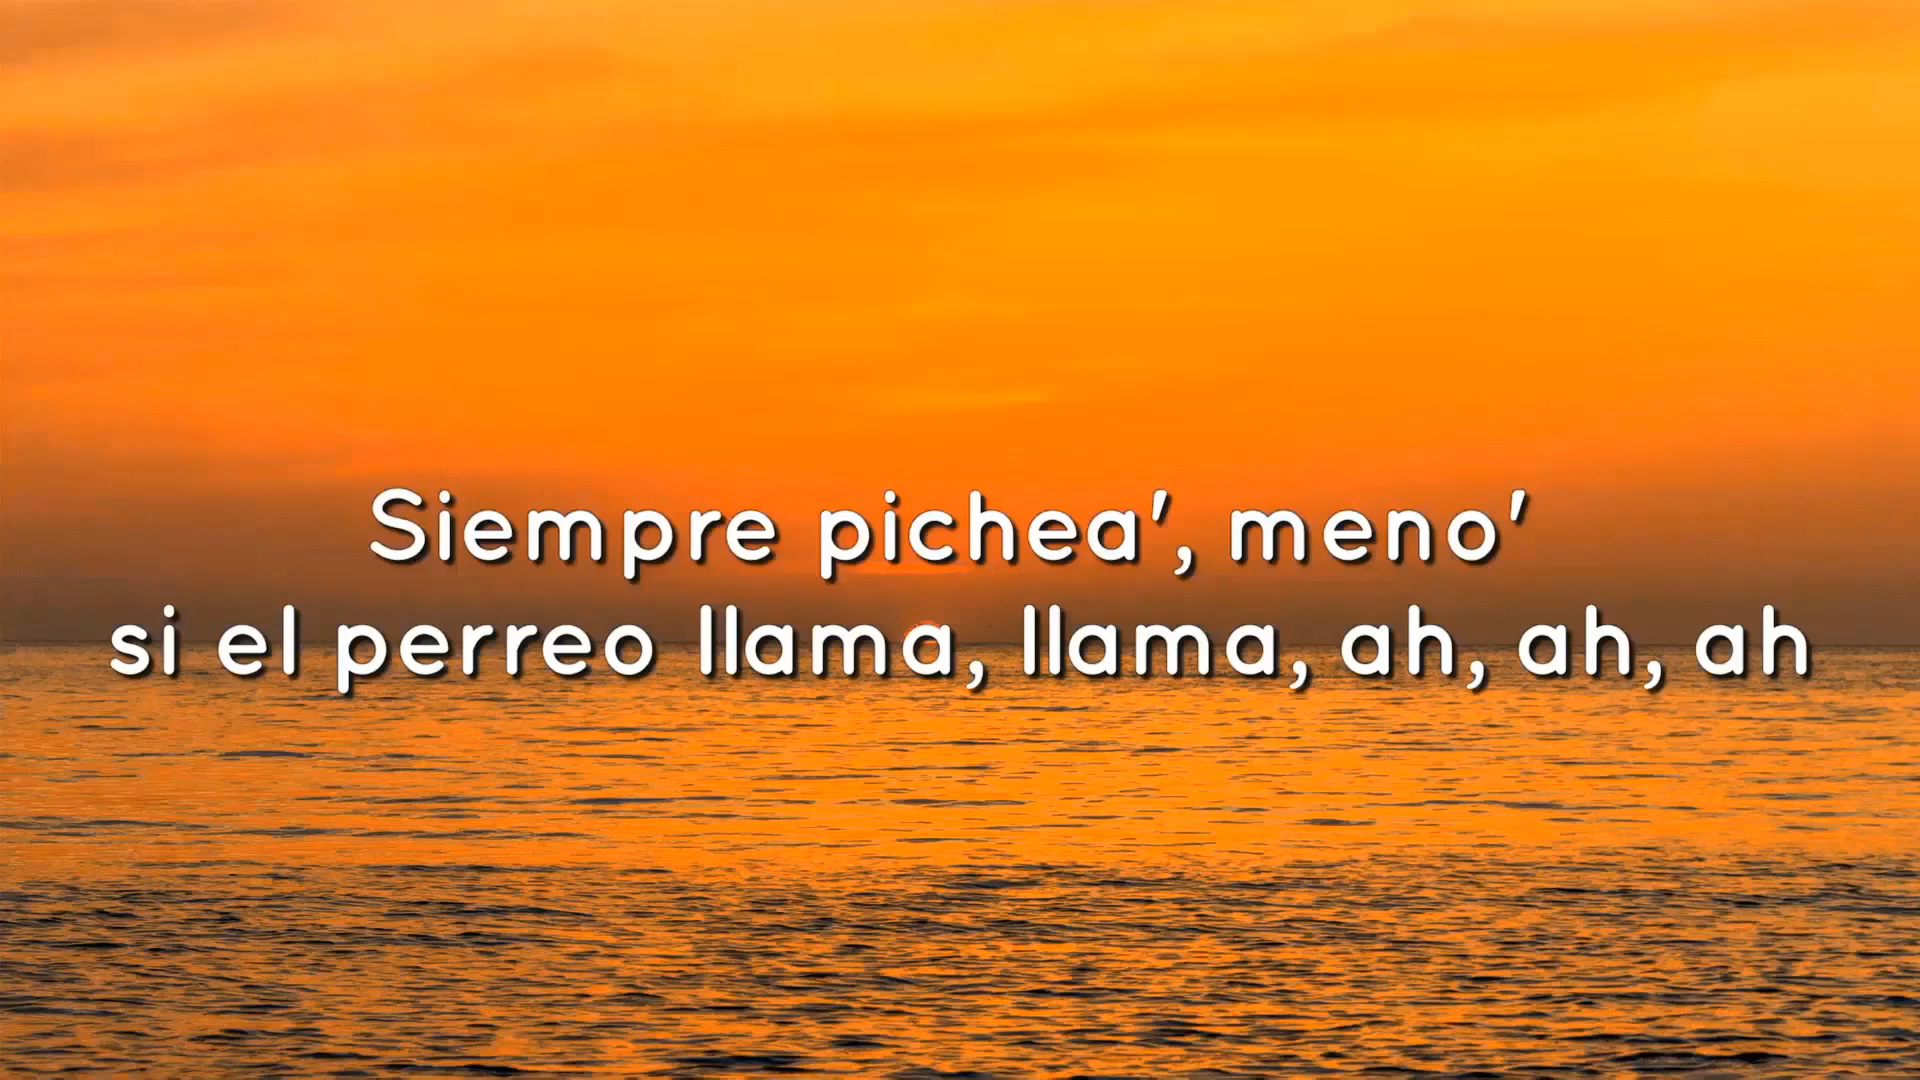 Siempre pichea', meno'
si el perreo llama, llama, ah, ah, ah